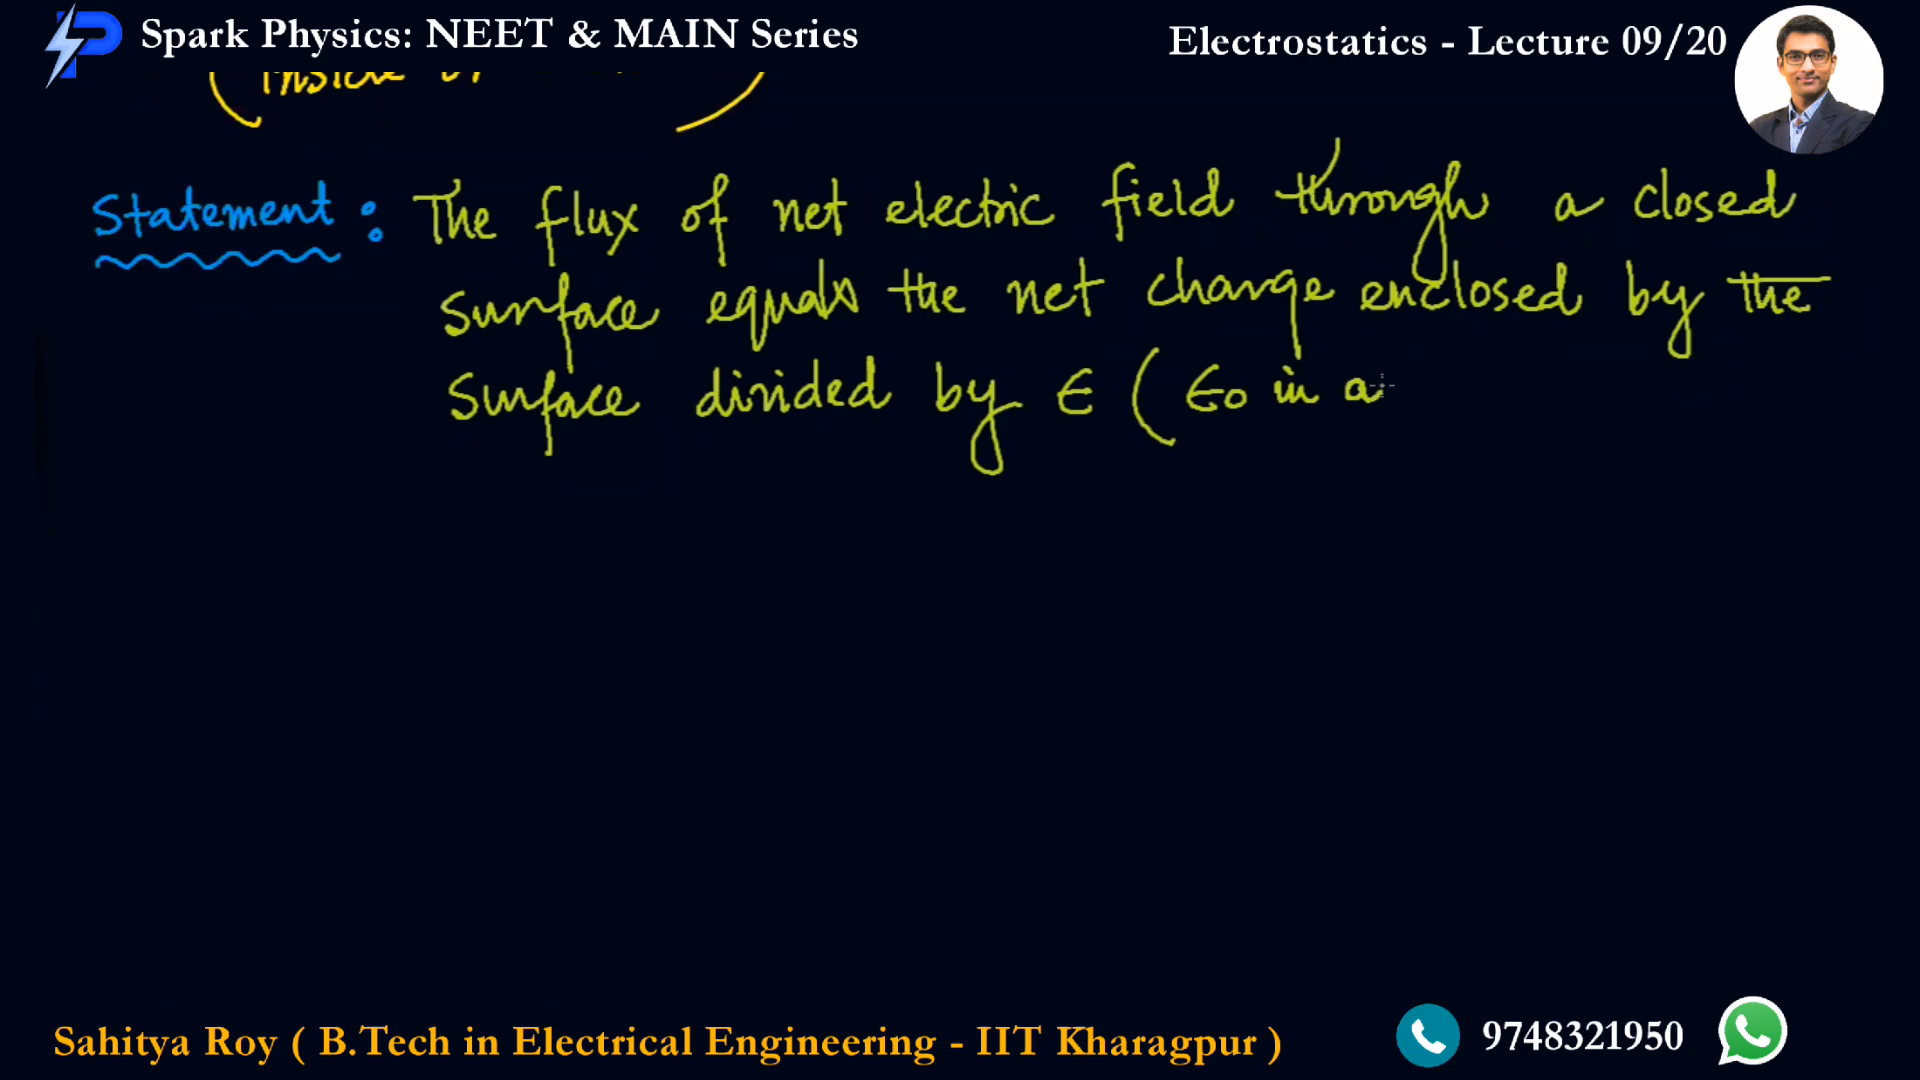 Spark Physics: NEET & MAIN Series
Electrostatics - Lecture 09/20
(Inside
Statement : The flux of net electric field through a closed
surface equals the net charge enclosed by the
surface divided by ∈ ( ∈0 in a
Sahitya Roy ( B.Tech in Electrical Engineering - IIT Kharagpur )
9748321950